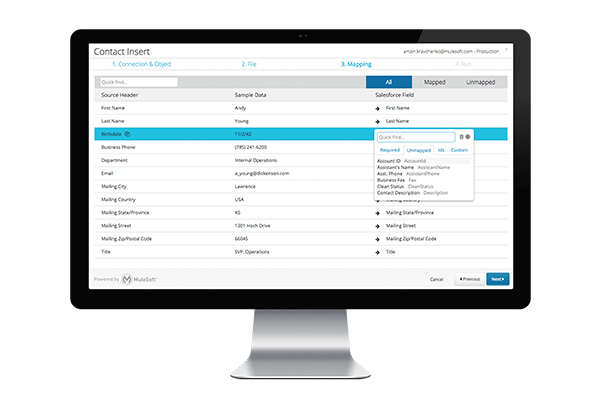 Contact Insert
anton.kravchenko@mulesoft.com - Production
1. Connection & Object 2. File 3. Mapping 4. Run
Quick find... All Mapped Unmapped
Source Header Sample Data Salesforce Field
First Name Andy First Name
Last Name Young Last Name
Birthdate 11/2/42
Quick Find...
Required Unmapped Ids Custom
Account ID AccountId
Assistant's Name AssistantName
Asst. Phone AssistantPhone
Business Fax Fax
Clean Status CleanStatus
Contact Description Description
Business Phone (785) 241-6200
Department Internal Operations
Email a_young@dickenson.com
Mailing City Lawrence
Mailing Country USA Mailing Country
Mailing State/Province KS Mailing State/Province
Mailing Street 1301 Hoch Drive Mailing Street
Mailing Zip/Postal Code 66045 Mailing Zip/Postal Code
Title SVP, Operations Title
Powered by MuleSoft Cancel Previous Next